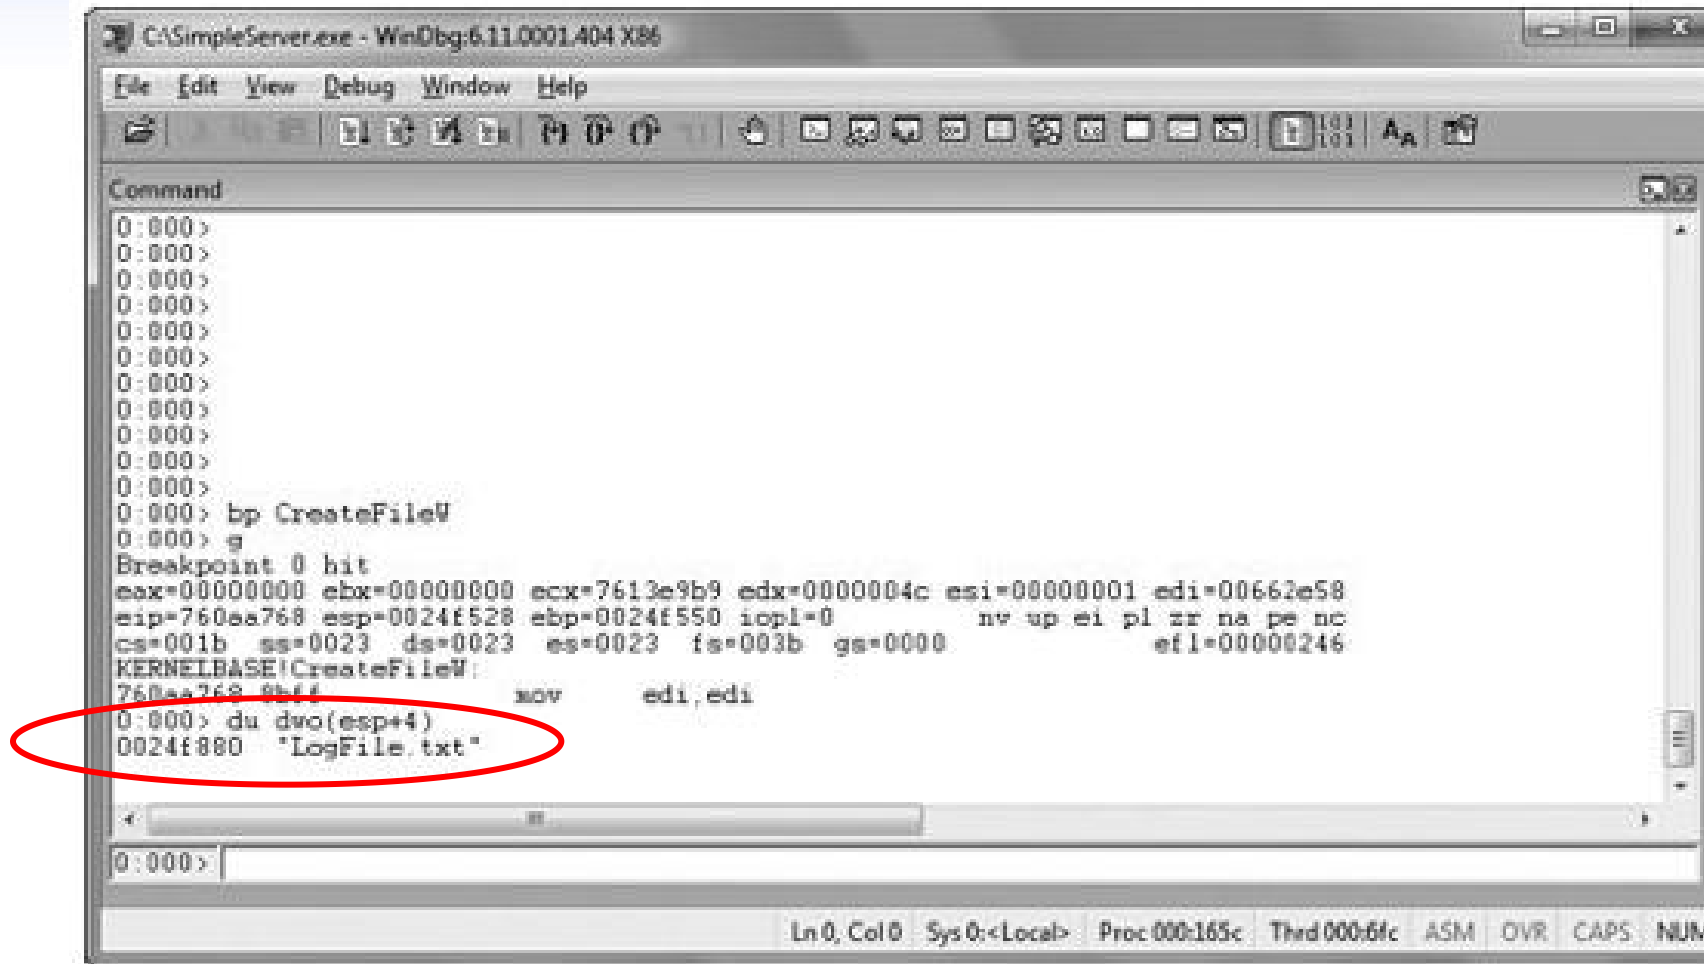 C:\SimpleServer.exe - WinDbg:6.11.0001.404 X86
File Edit View Debug Window Help
Command
0:000>
0:000>
0:000>
0:000>
0:000>
0:000>
0:000>
0:000>
0:000>
0:000>
0:000>
0:000> bp CreateFileW
0:000> g
Breakpoint 0 hit
eax=00000000 ebx=00000000 ecx=7613e9b9 edx=0000004c esi=00000001 edi=00662e58
eip=760aa768 esp=0024f528 ebp=0024f550 iopl=0 nv up ei pl zr na pe nc
cs=001b ss=0023 ds=0023 es=0023 fs=003b gs=0000 efl=00000246
KERNELBASE!CreateFileW:
760aa768 8bff mov edi,edi
0:000> du dwo(esp+4)
0024f880 "LogFile.txt"
0:000>
Ln 0, Col 0 Sys 0:<Local> Proc 000:165c Thrd 000:6fc ASM OVR CAPS NUM